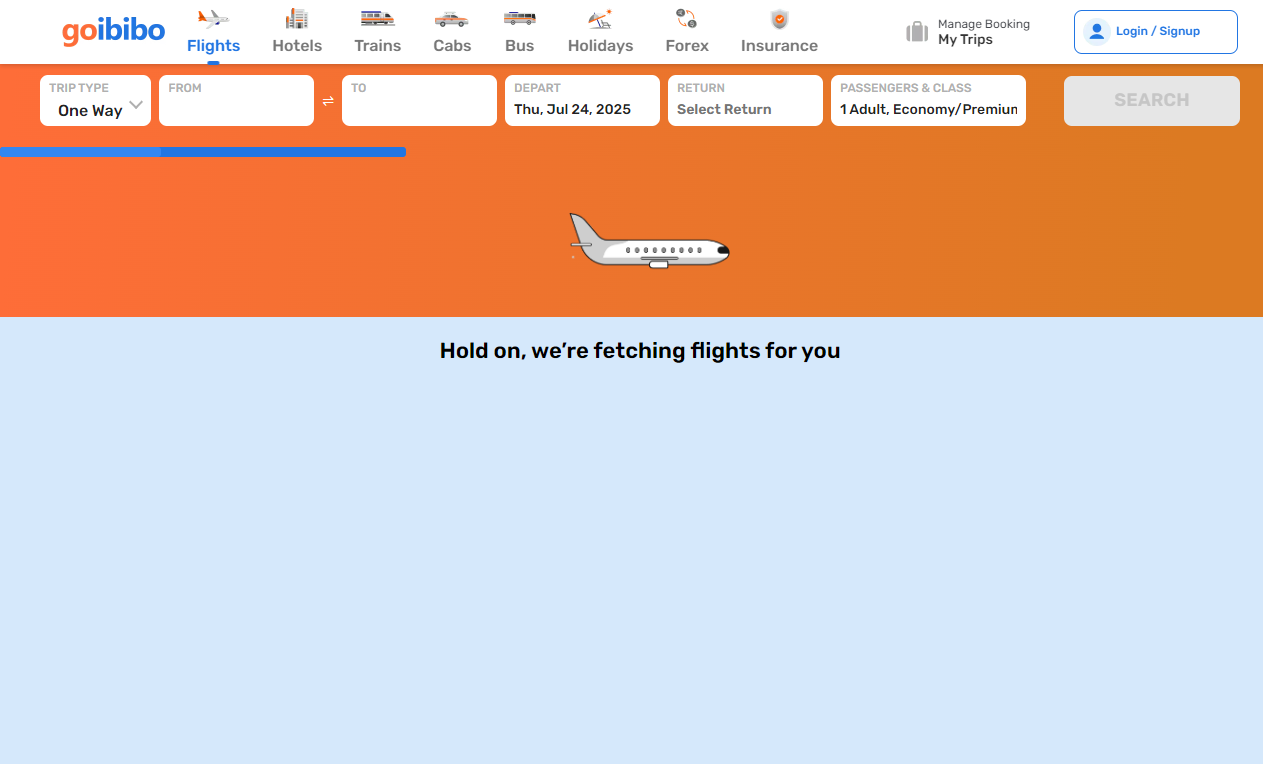 goibibo
Flights
Hotels
Trains
Cabs
Bus
Holidays
Forex
Insurance
Manage Booking
My Trips
Login / Signup
TRIP TYPE
One Way
FROM
TO
DEPART
Thu, Jul 24, 2025
RETURN
Select Return
PASSENGERS & CLASS
1 Adult, Economy/Premiun
SEARCH
Hold on, we’re fetching flights for you